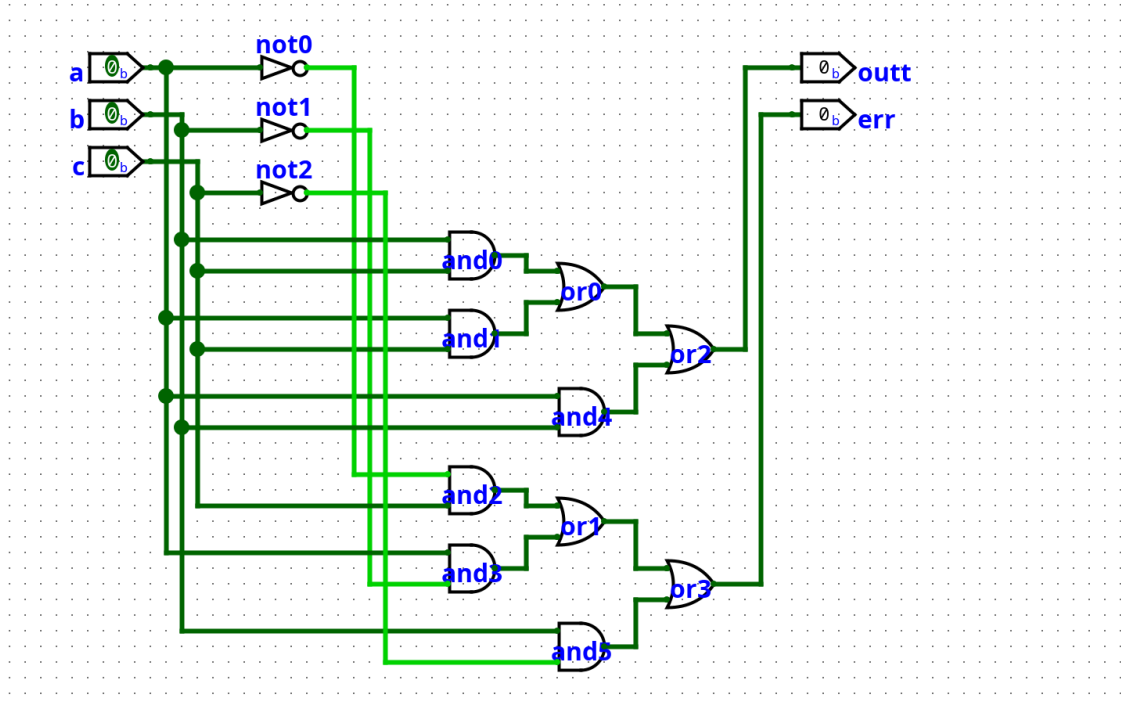 not0
a 0b
0b outt
not1
b 0b
0b err
c 0b
not2
and0
or0
and1
or2
and4
and2
or1
and3
or3
and5